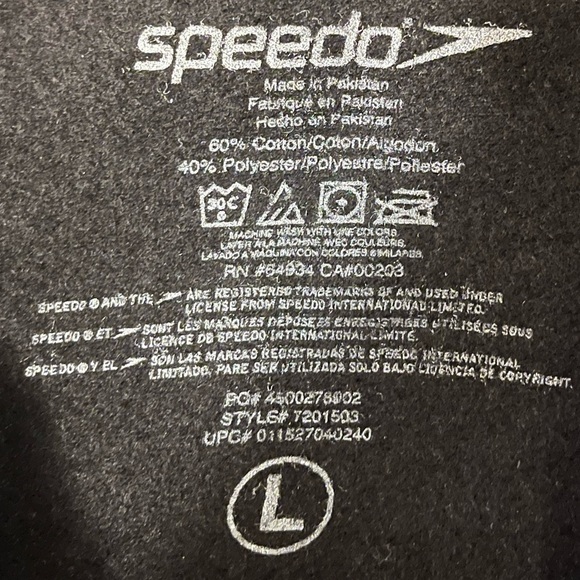 speedo
Made in Pakistan
Fabriqué en Pakistan
Hecho en Pakistan
60% Cotton/Coton/Algodon
40% Polyester/Polyestre/Poliester
30C
MACHINE WASH WITH LIKE COLORS
LAVER A LA MACHINE AVEC COULEURS
LAVADO A MAQUINA CON COLORES SIMILARES
RN #54934 CA#00203
SPEEDO ® AND THE ARE REGISTERED TRADEMARKS OF AND USED UNDER
LICENSE FROM SPEEDO INTERNATIONAL LIMITED.
SPEEDO ® ET SONT LES MARQUES DEPOSEES ENREGISTREES UTILISEES SOUS
LICENCE DE SPEEDO INTERNATIONAL LIMITÉ.
SPEEDO ® Y EL SON LAS MARCAS REGISTRADAS DE SPEEDO INTERNATIONAL
LIMITADO, PARE SER UTILIZADA SOLO BAJO LICENCIA DE COPYRIGHT.
PO# 4500278902
STYLE# 7201503
UPC# 011527040240
L